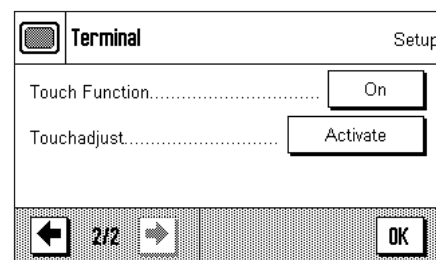 Terminal Setup
Touch Function.............................. On
Touchadjust........................... Activate
2/2 OK